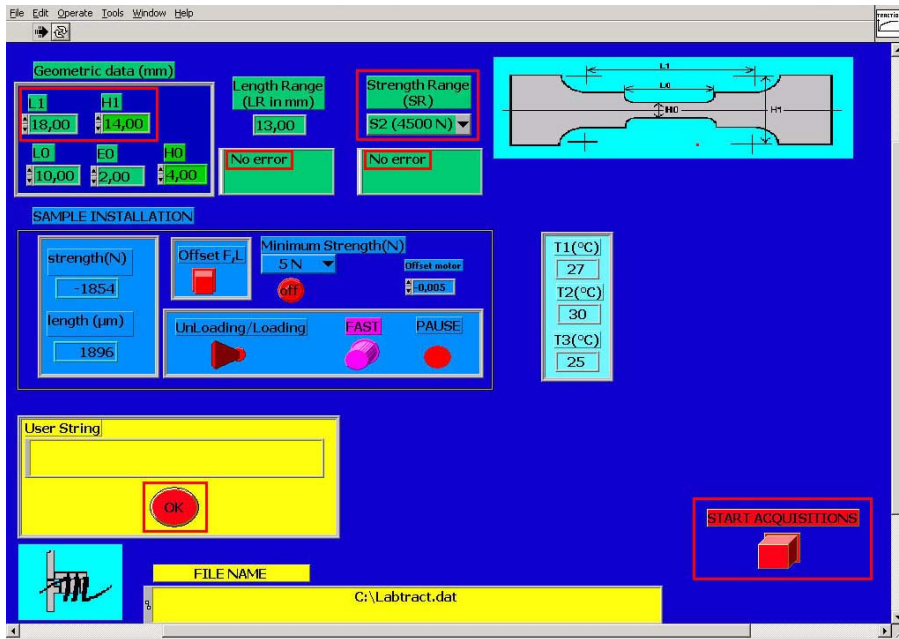 File Edit Operate Tools Window Help
Geometric data (mm)
L1 H1
18,00 14,00
L0 E0 H0
10,00 2,00 4,00
Length Range
(LR in mm)
13,00
No error
Strength Range
(SR)
S2 (4500 N)
No error
L1
L0
H0
H1
SAMPLE INSTALLATION
strength(N)
-1854
length (µm)
1896
Offset F,L
Minimum Strength(N)
5 N
off
Offset motor
-0,005
UnLoading/Loading FAST PAUSE
T1(°C)
27
T2(°C)
30
T3(°C)
25
User String
OK
START ACQUISITIONS
FILE NAME
C:\Labtract.dat